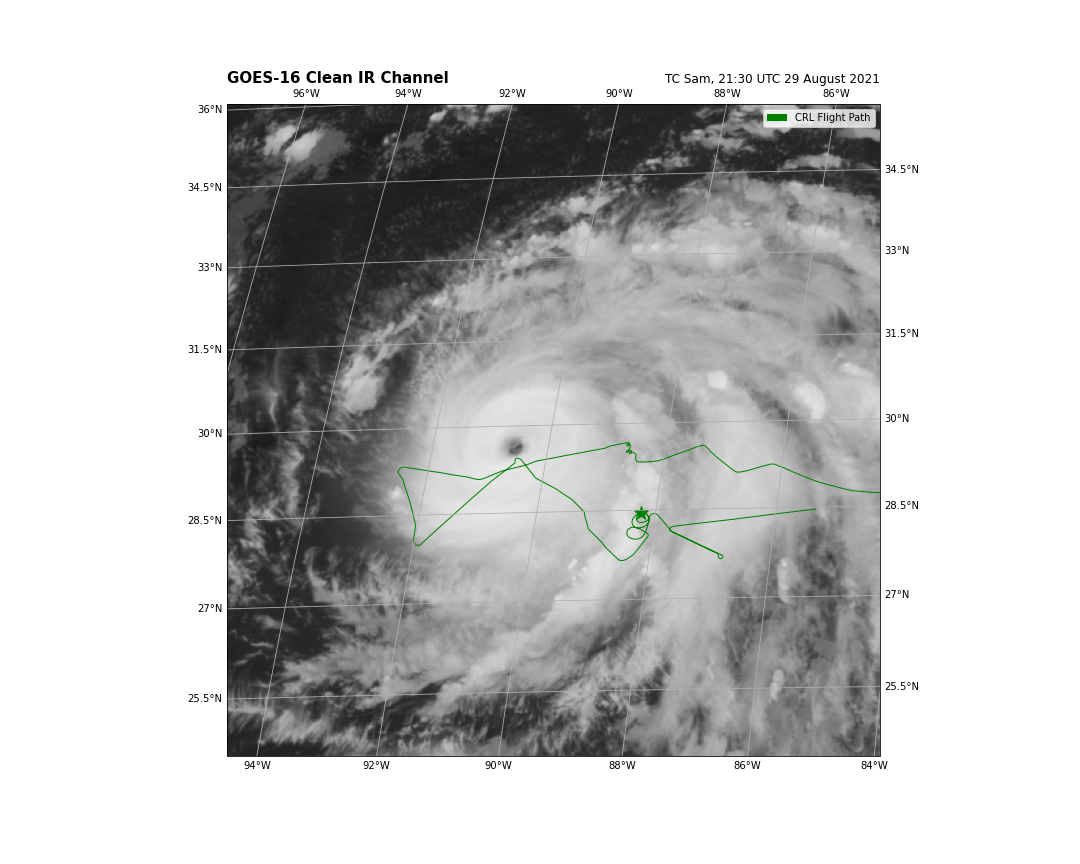 GOES-16 Clean IR Channel
TC Sam, 21:30 UTC 29 August 2021
96°W 94°W 92°W 90°W 88°W 86°W
CRL Flight Path
36°N
34.5°N 34.5°N
33°N 33°N
31.5°N 31.5°N
30°N 30°N
28.5°N 28.5°N
27°N 27°N
25.5°N 25.5°N
94°W 92°W 90°W 88°W 86°W 84°W